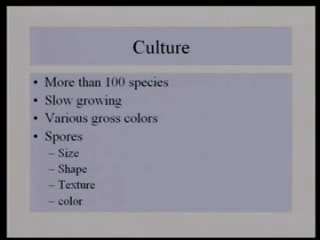 Culture
• More than 100 species
• Slow growing
• Various gross colors
• Spores
– Size
– Shape
– Texture
– color